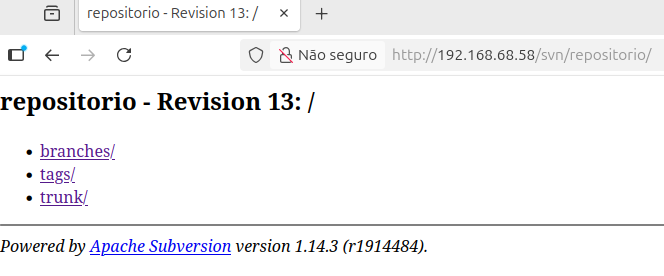 repositorio - Revision 13: /
Não seguro http://192.168.68.58/svn/repositorio/
repositorio - Revision 13: /
branches/
tags/
trunk/
Powered by Apache Subversion version 1.14.3 (r1914484).